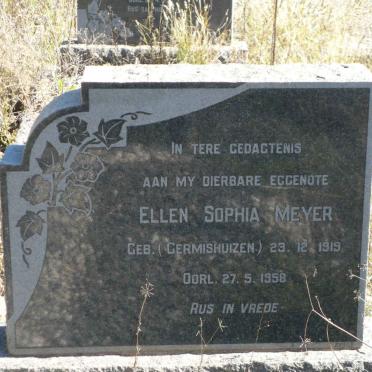 IN TERE GEDAGTENIS
AAN MY DIERBARE EGGENOTE
ELLEN SOPHIA MEYER
GEB. (GERMISHUIZEN) 23. 12. 1919
OORL. 27. 5. 1958
RUS IN VREDE